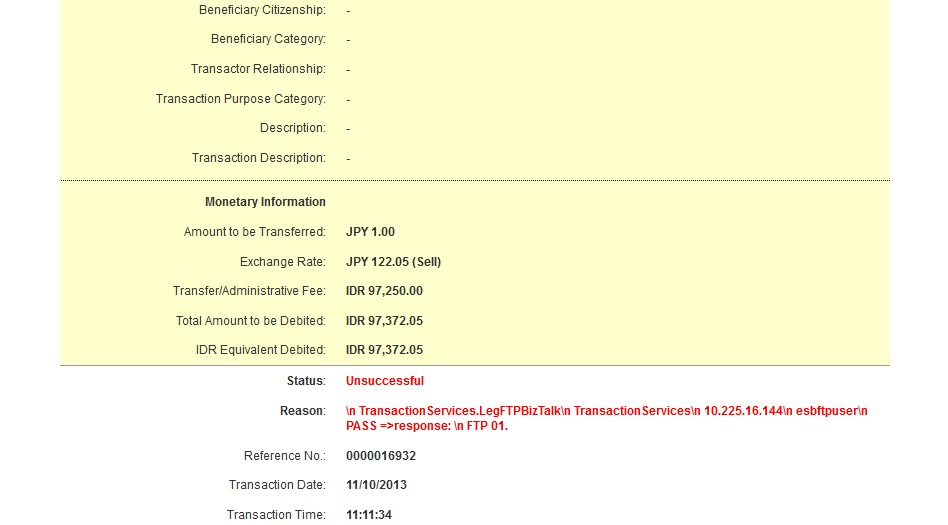 Beneficiary Citizenship: -
Beneficiary Category: -
Transactor Relationship: -
Transaction Purpose Category: -
Description: -
Transaction Description: -
Monetary Information
Amount to be Transferred: JPY 1.00
Exchange Rate: JPY 122.05 (Sell)
Transfer/Administrative Fee: IDR 97,250.00
Total Amount to be Debited: IDR 97,372.05
IDR Equivalent Debited: IDR 97,372.05
Status: Unsuccessful
Reason: \n TransactionServices.LegFTPBizTalk\n TransactionServices\n 10.225.16.144\n esbftpuser\n
PASS =>response: \n FTP 01.
Reference No.: 0000016932
Transaction Date: 11/10/2013
Transaction Time: 11:11:34